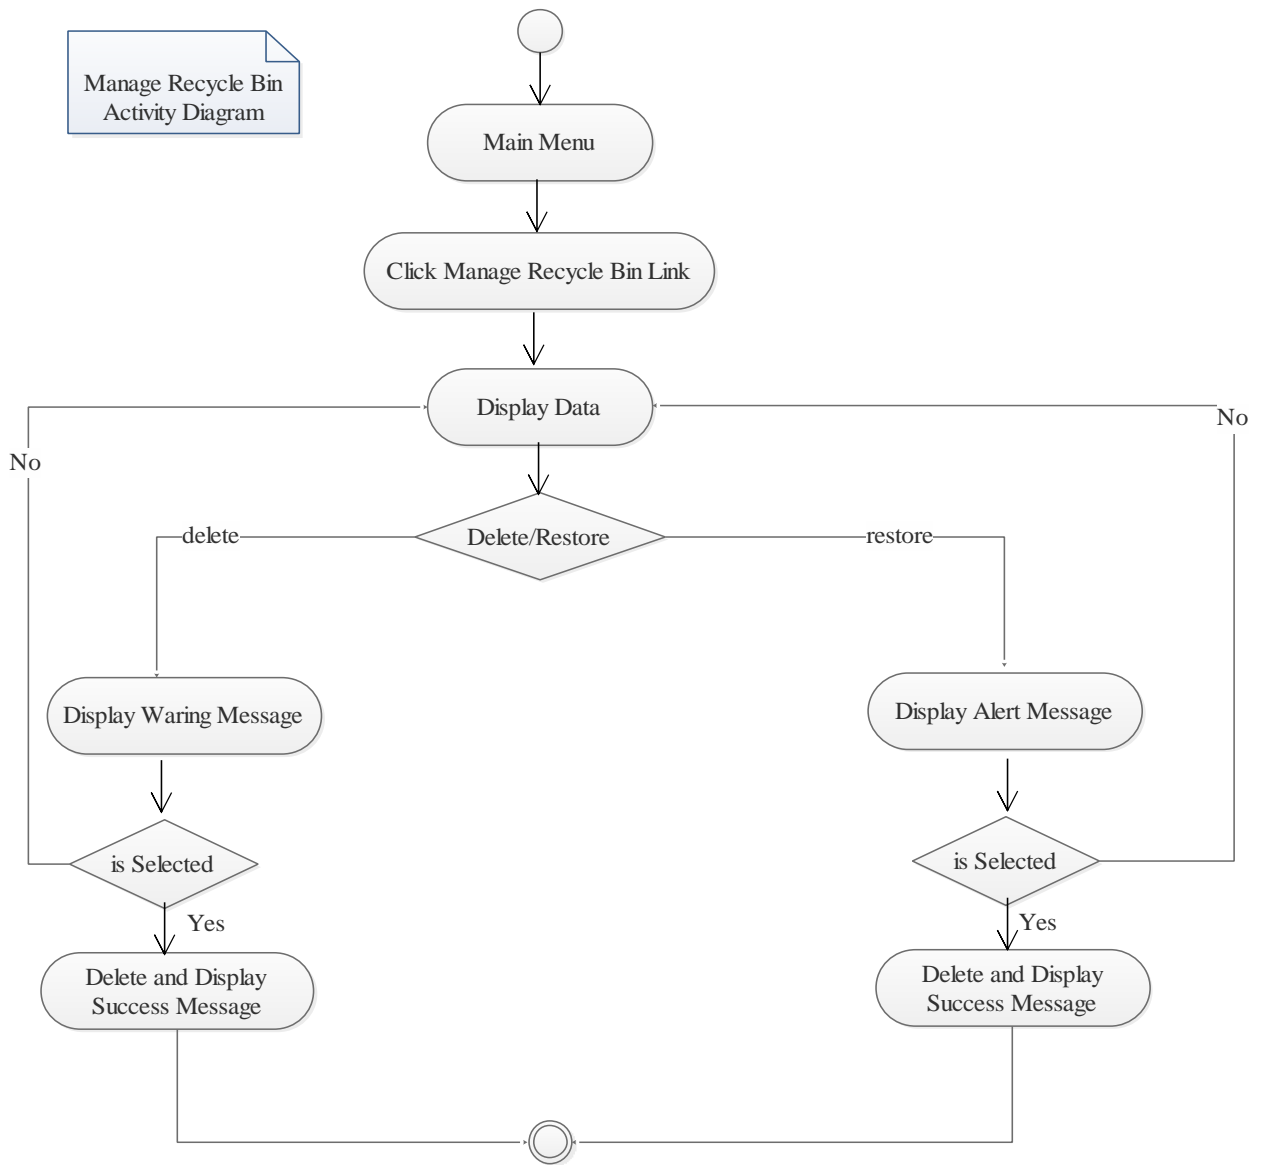 Manage Recycle Bin
Activity Diagram
Main Menu
Click Manage Recycle Bin Link
Display Data
No
No
delete
Delete/Restore
restore
Display Waring Message
Display Alert Message
is Selected
is Selected
Yes
Yes
Delete and Display
Success Message
Delete and Display
Success Message